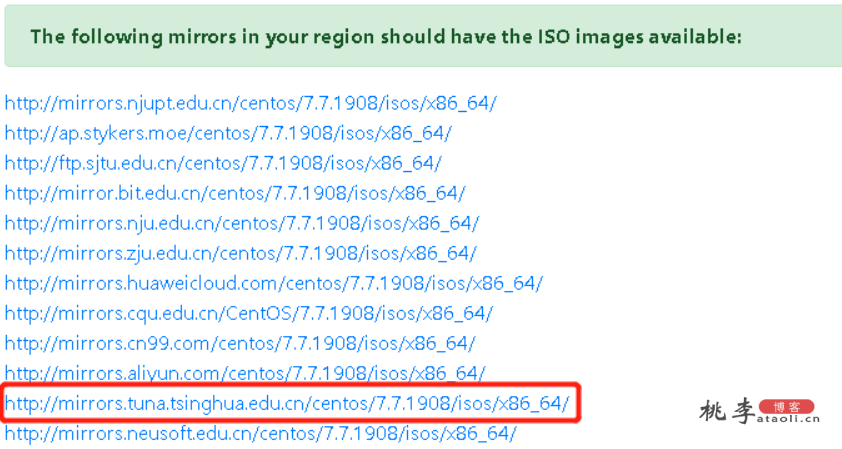 The following mirrors in your region should have the ISO images available:
http://mirrors.njupt.edu.cn/centos/7.7.1908/isos/x86_64/
http://ap.stykers.moe/centos/7.7.1908/isos/x86_64/
http://ftp.sjtu.edu.cn/centos/7.7.1908/isos/x86_64/
http://mirror.bit.edu.cn/centos/7.7.1908/isos/x86_64/
http://mirrors.nju.edu.cn/centos/7.7.1908/isos/x86_64/
http://mirrors.zju.edu.cn/centos/7.7.1908/isos/x86_64/
http://mirrors.huaweicloud.com/centos/7.7.1908/isos/x86_64/
http://mirrors.cqu.edu.cn/CentOS/7.7.1908/isos/x86_64/
http://mirrors.cn99.com/centos/7.7.1908/isos/x86_64/
http://mirrors.aliyun.com/centos/7.7.1908/isos/x86_64/
http://mirrors.tuna.tsinghua.edu.cn/centos/7.7.1908/isos/x86_64/
http://mirrors.neusoft.edu.cn/centos/7.7.1908/isos/x86_64/
桃李 博客
ataoli.cn